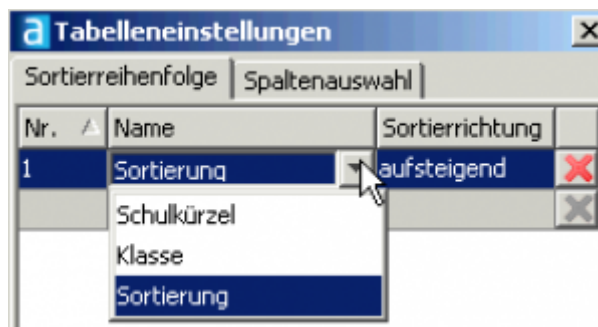 a Tabelleneinstellungen
Sortierreihenfolge Spaltenauswahl
Nr. Name Sortierrichtung
1 Sortierung aufsteigend
Schulkürzel
Klasse
Sortierung